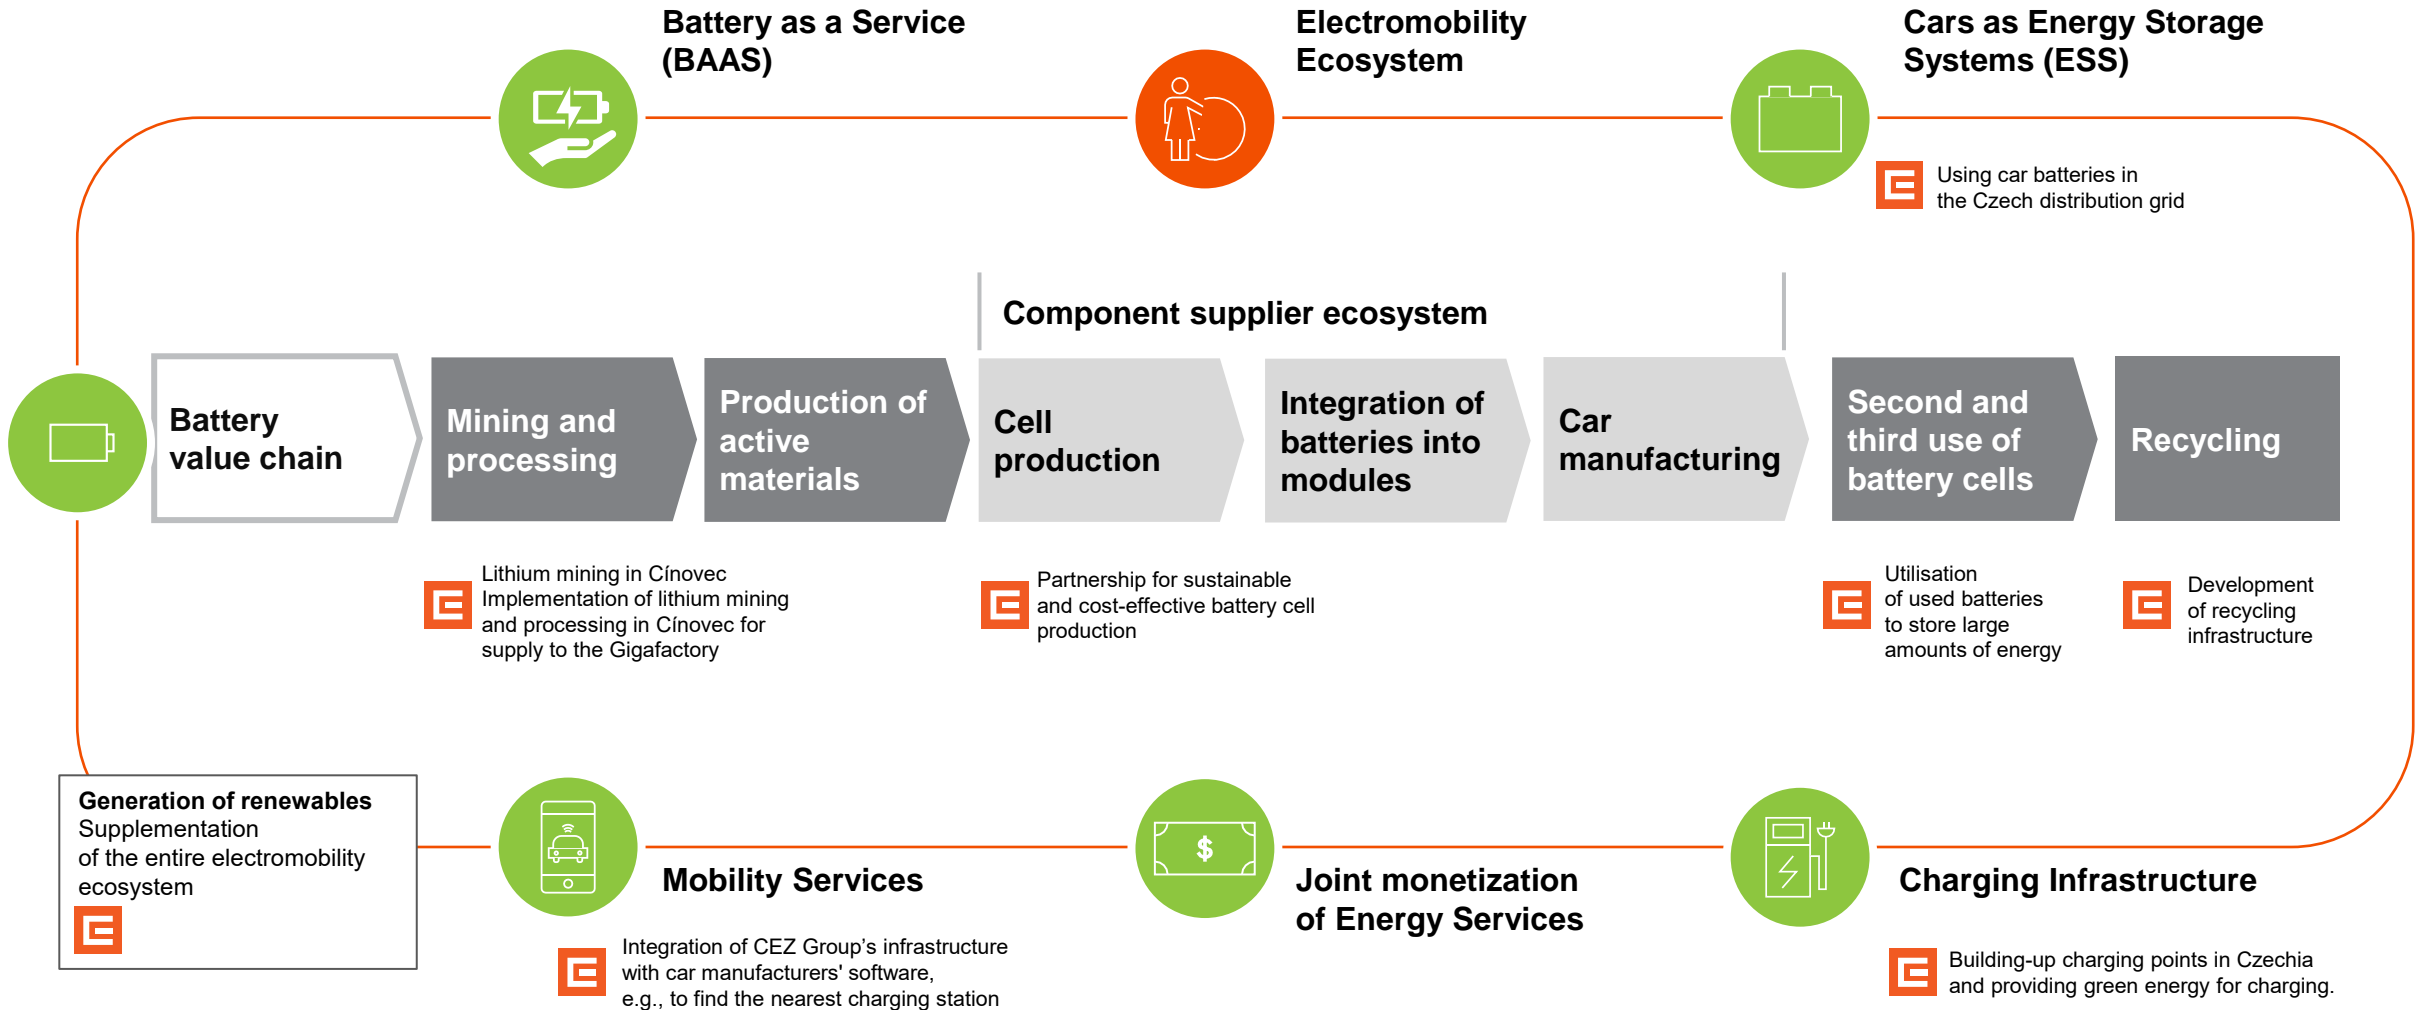 Battery as a Service
(BAAS)
Electromobility
Ecosystem
Cars as Energy Storage
Systems (ESS)
Using car batteries in
the Czech distribution grid
Component supplier ecosystem
Battery
value chain
Mining and
processing
Production of
active
materials
Cell
production
Integration of
batteries into
modules
Car
manufacturing
Second and
third use of
battery cells
Recycling
Lithium mining in Cínovec
Implementation of lithium mining
and processing in Cínovec for
supply to the Gigafactory
Partnership for sustainable
and cost-effective battery cell
production
Utilisation
of used batteries
to store large
amounts of energy
Development
of recycling
infrastructure
Generation of renewables
Supplementation
of the entire electromobility
ecosystem
Mobility Services
Integration of CEZ Group’s infrastructure
with car manufacturers' software,
e.g., to find the nearest charging station
$
Joint monetization
of Energy Services
Charging Infrastructure
Building-up charging points in Czechia
and providing green energy for charging.